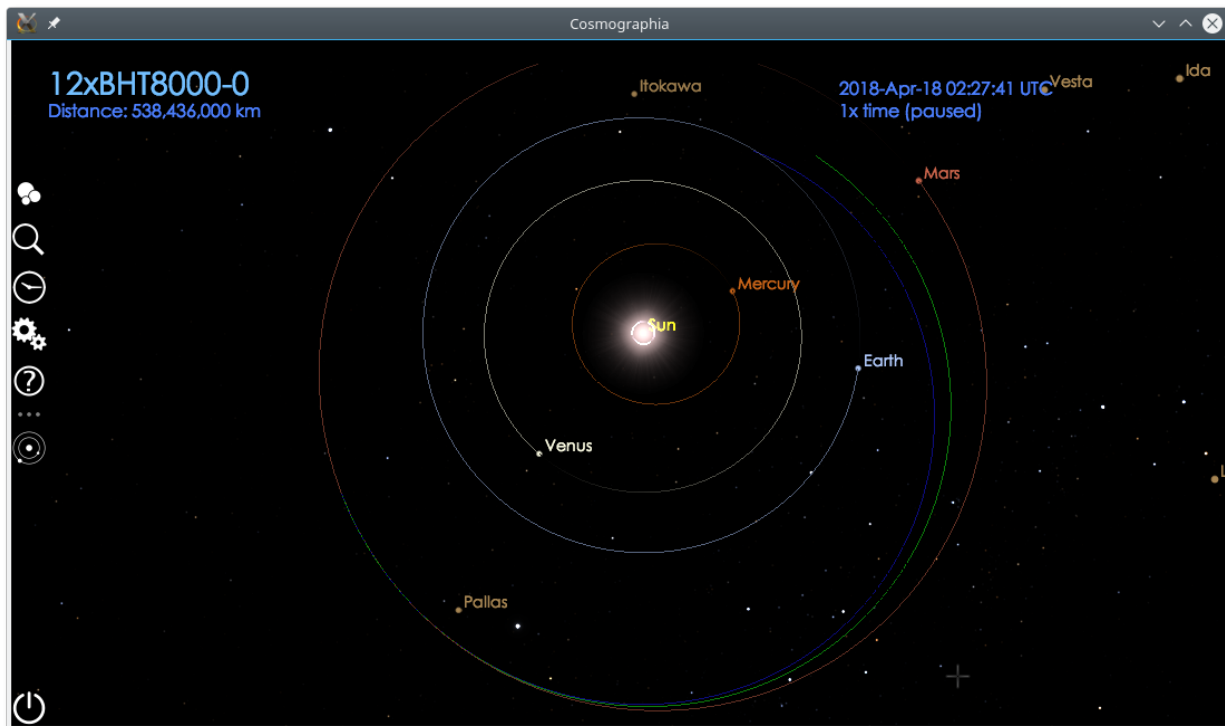 Cosmographia
12xBHT8000-0
Distance: 538,436,000 km
2018-Apr-18 02:27:41 UTC
1x time (paused)
Itokawa
Vesta
Ida
Mars
Mercury
Sun
Earth
Venus
L
Pallas